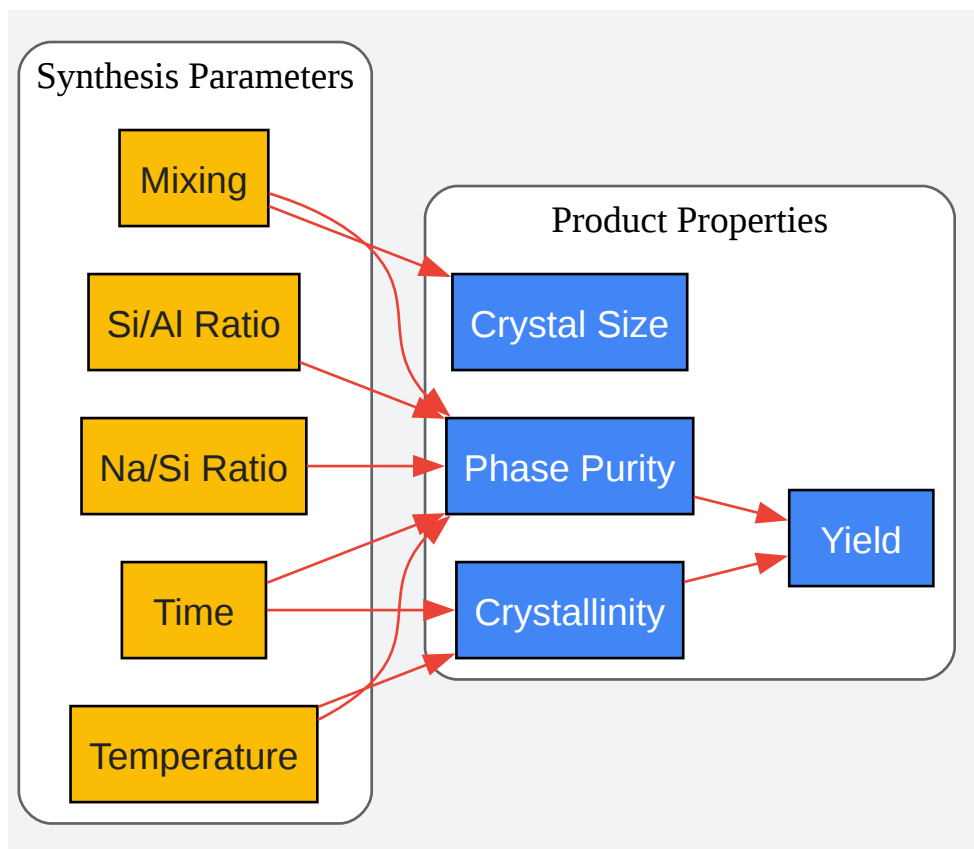 Synthesis Parameters
Mixing
Si/Al Ratio
Na/Si Ratio
Time
Temperature
Product Properties
Crystal Size
Phase Purity
Crystallinity
Yield